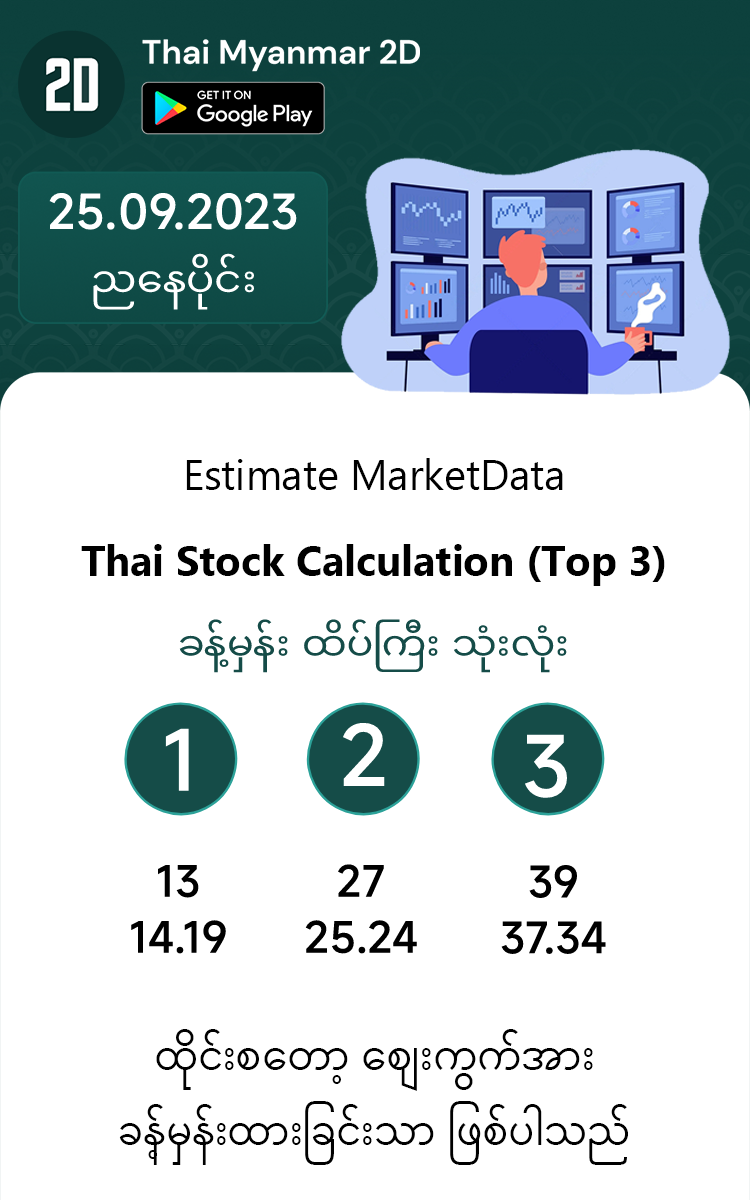 2D
Thai Myanmar 2D
GET IT ON
Google Play
25.09.2023
ညနေပိုင်း
Estimate MarketData
Thai Stock Calculation (Top 3)
ခန့်မှန်း ထိပ်ကြီး သုံးလုံး
1 2 3
13 27 39
14.19 25.24 37.34
ထိုင်းစတော့ ဈေးကွက်အား
ခန့်မှန်းထားခြင်းသာ ဖြစ်ပါသည်